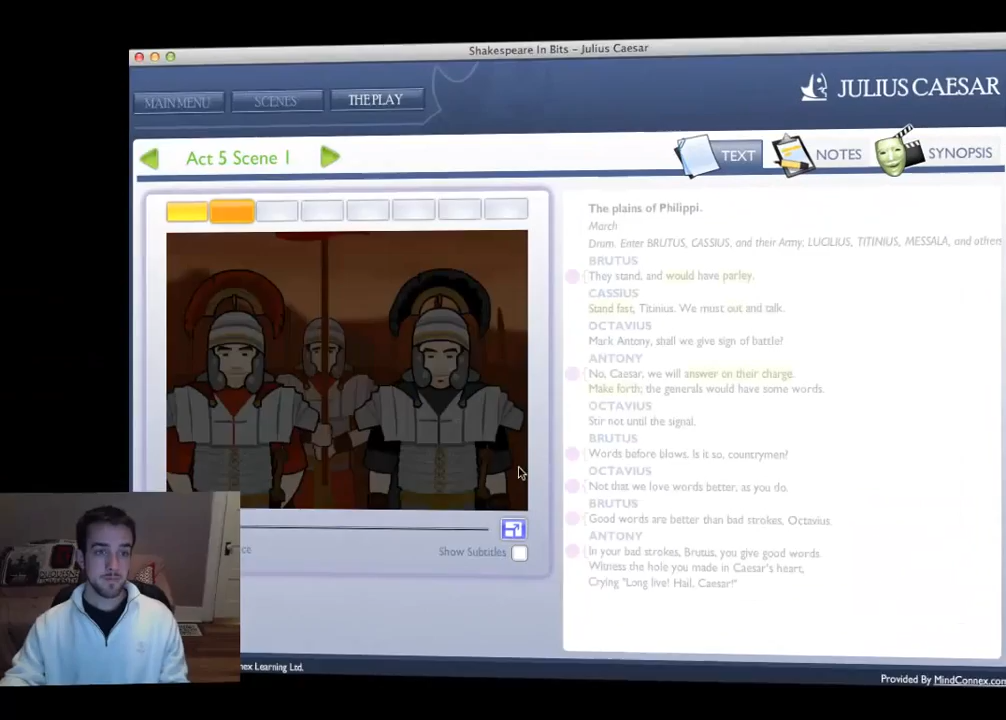 Shakespeare In Bits - Julius Caesar
MAIN MENU
SCENES
THE PLAY
JULIUS CAESAR
Act 5 Scene 1
TEXT
NOTES
SYNOPSIS
The plains of Philippi.
March
Drum. Enter BRUTUS, CASSIUS, and their Army; LUCILIUS, TITINIUS, MESSALA, and others
BRUTUS
They stand, and would have parley.
CASSIUS
Stand fast, Titinius. We must out and talk.
OCTAVIUS
Mark Antony, shall we give sign of battle?
ANTONY
No, Caesar, we will answer on their charge.
Make forth; the generals would have some words.
OCTAVIUS
Stir not until the signal.
BRUTUS
Words before blows. Is it so, countrymen?
OCTAVIUS
Not that we love words better, as you do.
BRUTUS
Good words are better than bad strokes, Octavius.
ANTONY
In your bad strokes, Brutus, you give good words.
Witness the hole you made in Caesar's heart,
Crying "Long live! Hail, Caesar!"
Show Subtitles
nex Learning Ltd.
Provided By MindConnex.com